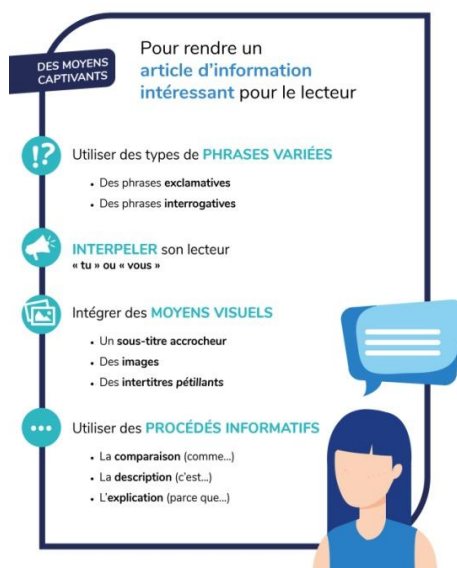 DES MOYENS
CAPTIVANTS
Pour rendre un
article d'information
intéressant pour le lecteur
!?
Utiliser des types de PHRASES VARIÉES
• Des phrases exclamatives
• Des phrases interrogatives
INTERPELER son lecteur
« tu » ou « vous »
Intégrer des MOYENS VISUELS
• Un sous-titre accrocheur
• Des images
• Des intertitres pétillants
Utiliser des PROCÉDÉS INFORMATIFS
• La comparaison (comme...)
• La description (c'est...)
• L'explication (parce que...)